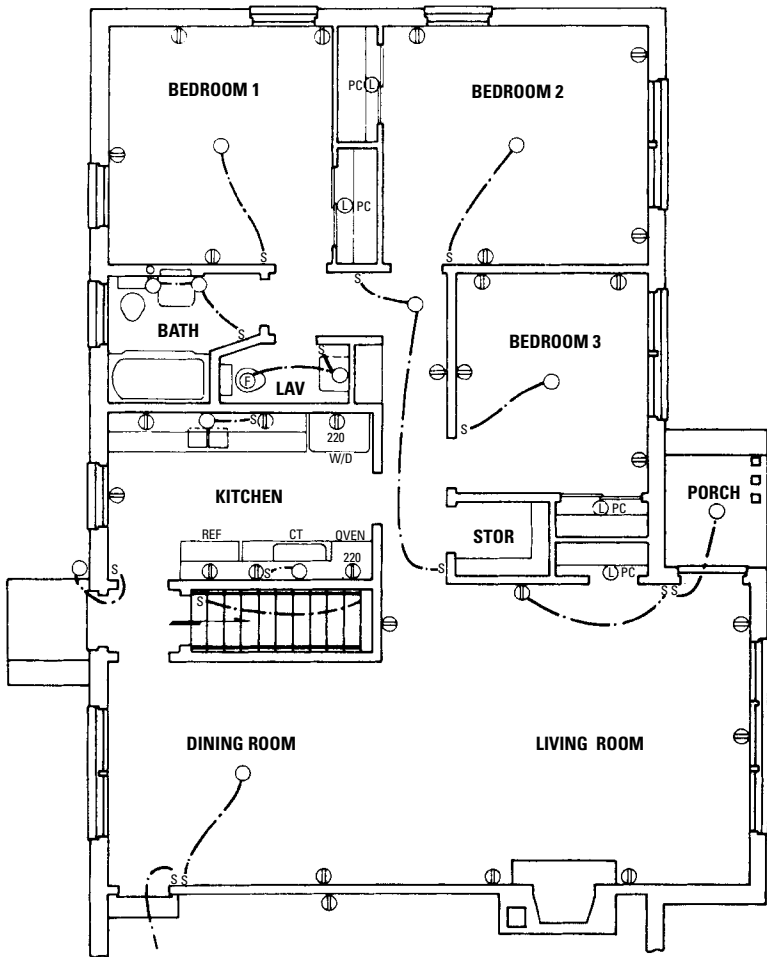 BEDROOM 1
PC
L
BEDROOM 2
L
PC
S
S
S
BATH
S
BEDROOM 3
F
LAV
S
S
220
W/D
KITCHEN
REF
CT
OVEN
220
S
S
STOR
S
L
PC
L
PC
PORCH
S
S
S
DINING ROOM
LIVING ROOM
S
S